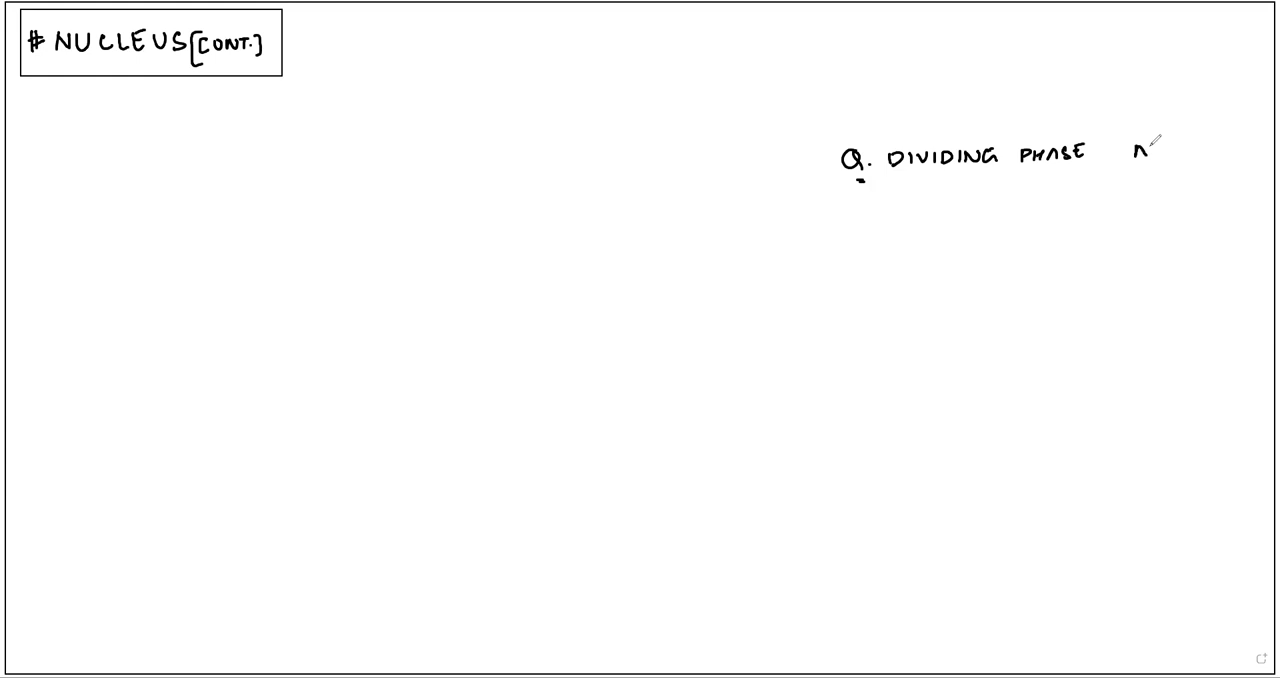 # NUCLEUS [CONT.]
Q. DIVIDING PHASE